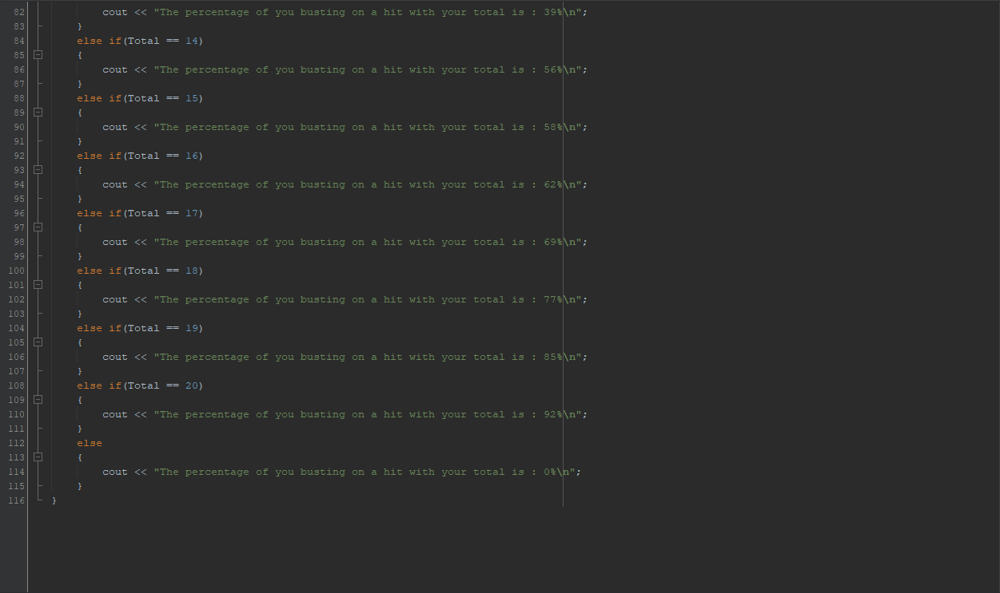 82 cout << "The percentage of you busting on a hit with your total is : 39%\n";
83 }
84 else if(Total == 14)
85 {
86 cout << "The percentage of you busting on a hit with your total is : 56%\n";
87 }
88 else if(Total == 15)
89 {
90 cout << "The percentage of you busting on a hit with your total is : 58%\n";
91 }
92 else if(Total == 16)
93 {
94 cout << "The percentage of you busting on a hit with your total is : 62%\n";
95 }
96 else if(Total == 17)
97 {
98 cout << "The percentage of you busting on a hit with your total is : 69%\n";
99 }
100 else if(Total == 18)
101 {
102 cout << "The percentage of you busting on a hit with your total is : 77%\n";
103 }
104 else if(Total == 19)
105 {
106 cout << "The percentage of you busting on a hit with your total is : 85%\n";
107 }
108 else if(Total == 20)
109 {
110 cout << "The percentage of you busting on a hit with your total is : 92%\n";
111 }
112 else
113 {
114 cout << "The percentage of you busting on a hit with your total is : 0%\n";
115 }
116 }